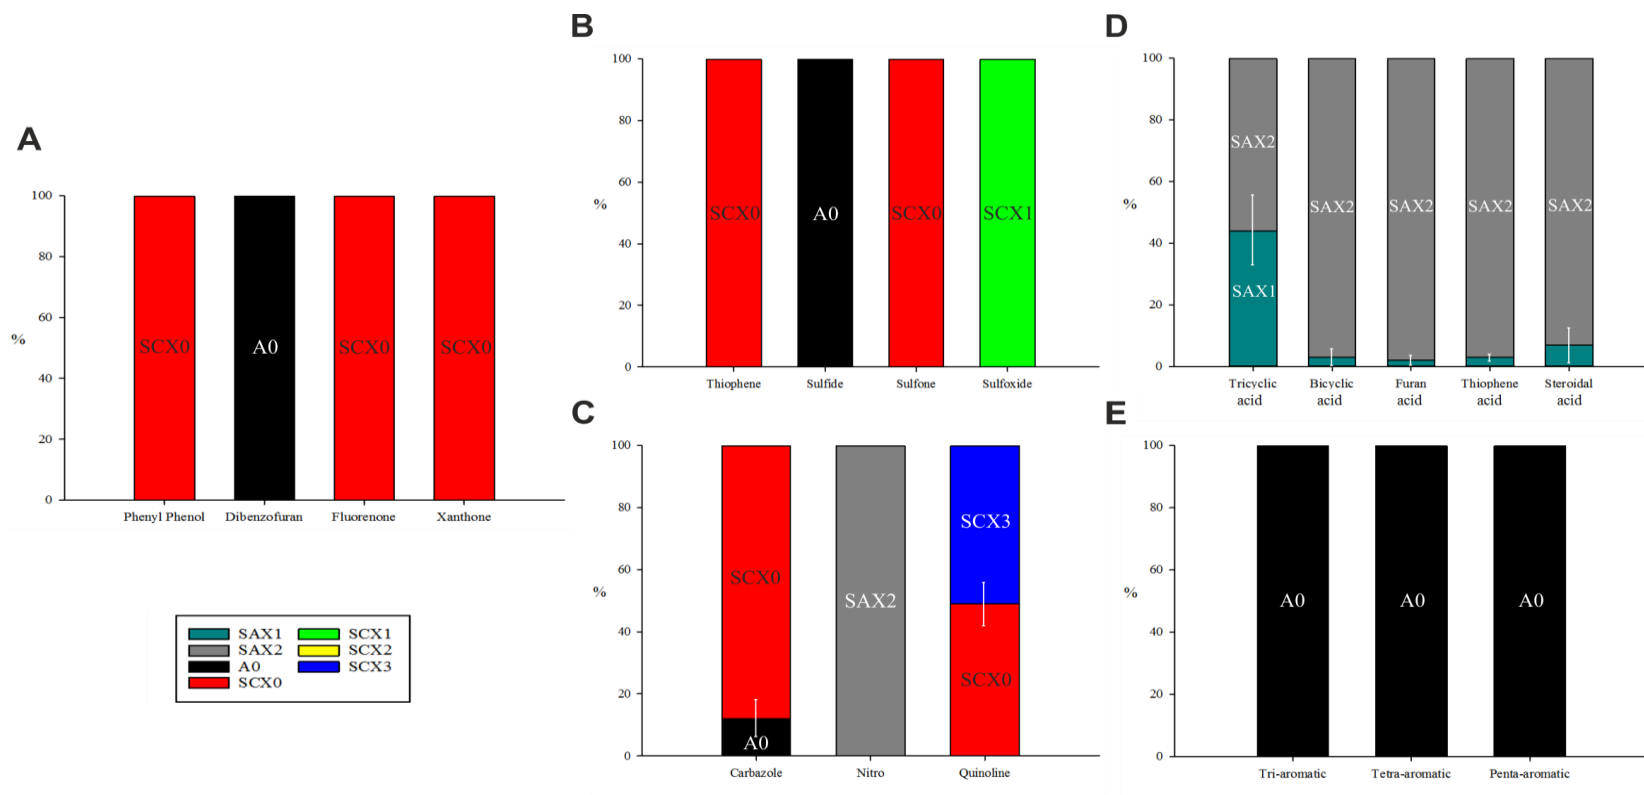 A
100
80
60
%
40
20
0
SCX0
A0
SCX0
SCX0
Phenyl Phenol
Dibenzofuran
Fluorenone
Xanthone
SAX1
SCX1
SAX2
SCX2
A0
SCX3
SCX0
B
100
80
60
%
40
20
0
SCX0
A0
SCX0
SCX1
Thiophene
Sulfide
Sulfone
Sulfoxide
C
100
80
60
%
40
20
0
SCX0
A0
SAX2
SCX3
SCX0
Carbazole
Nitro
Quinoline
D
100
80
60
%
40
20
0
SAX2
SAX1
SAX2
SAX2
SAX2
SAX2
Tricyclic
acid
Bicyclic
acid
Furan
acid
Thiophene
acid
Steroidal
acid
E
100
80
60
%
40
20
0
A0
A0
A0
Tri-aromatic
Tetra-aromatic
Penta-aromatic